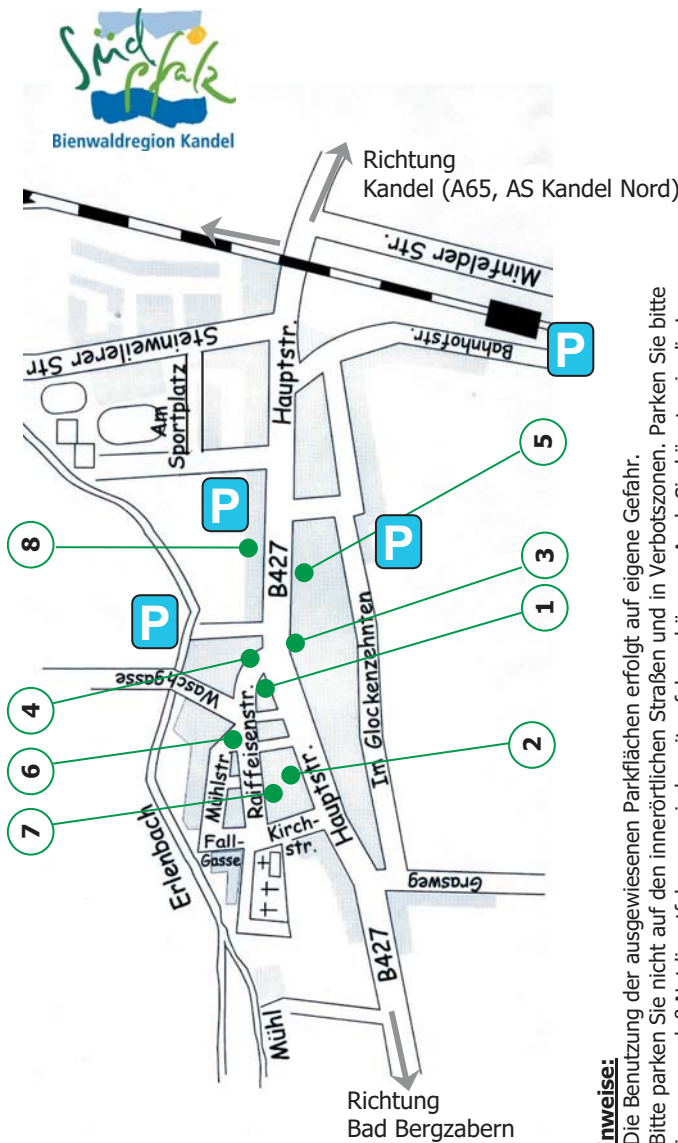 Süd
pfalz
Bienwaldregion Kandel
Richtung
Kandel (A65, AS Kandel Nord)
Minfelder Str.
Steinweilerer Str
Hauptstr.
Bahnhofstr.
P
Am
Sportplatz
P
P
P
B427
8
5
3
1
4
6
7
2
Waschgasse
Raiffeisenstr.
Mühlstr.
Erlenbach
Fall-
Gasse
Kirch-
str.
Hauptstr.
Im Glockenzehnten
Grasweg
B427
Mühl
Richtung
Bad Bergzabern
nweise:
Die Benutzung der ausgewiesenen Parkflächen erfolgt auf eigene Gefahr.
Bitte parken Sie nicht auf den innerörtlichen Straßen und in Verbotszonen. Parken Sie bitte